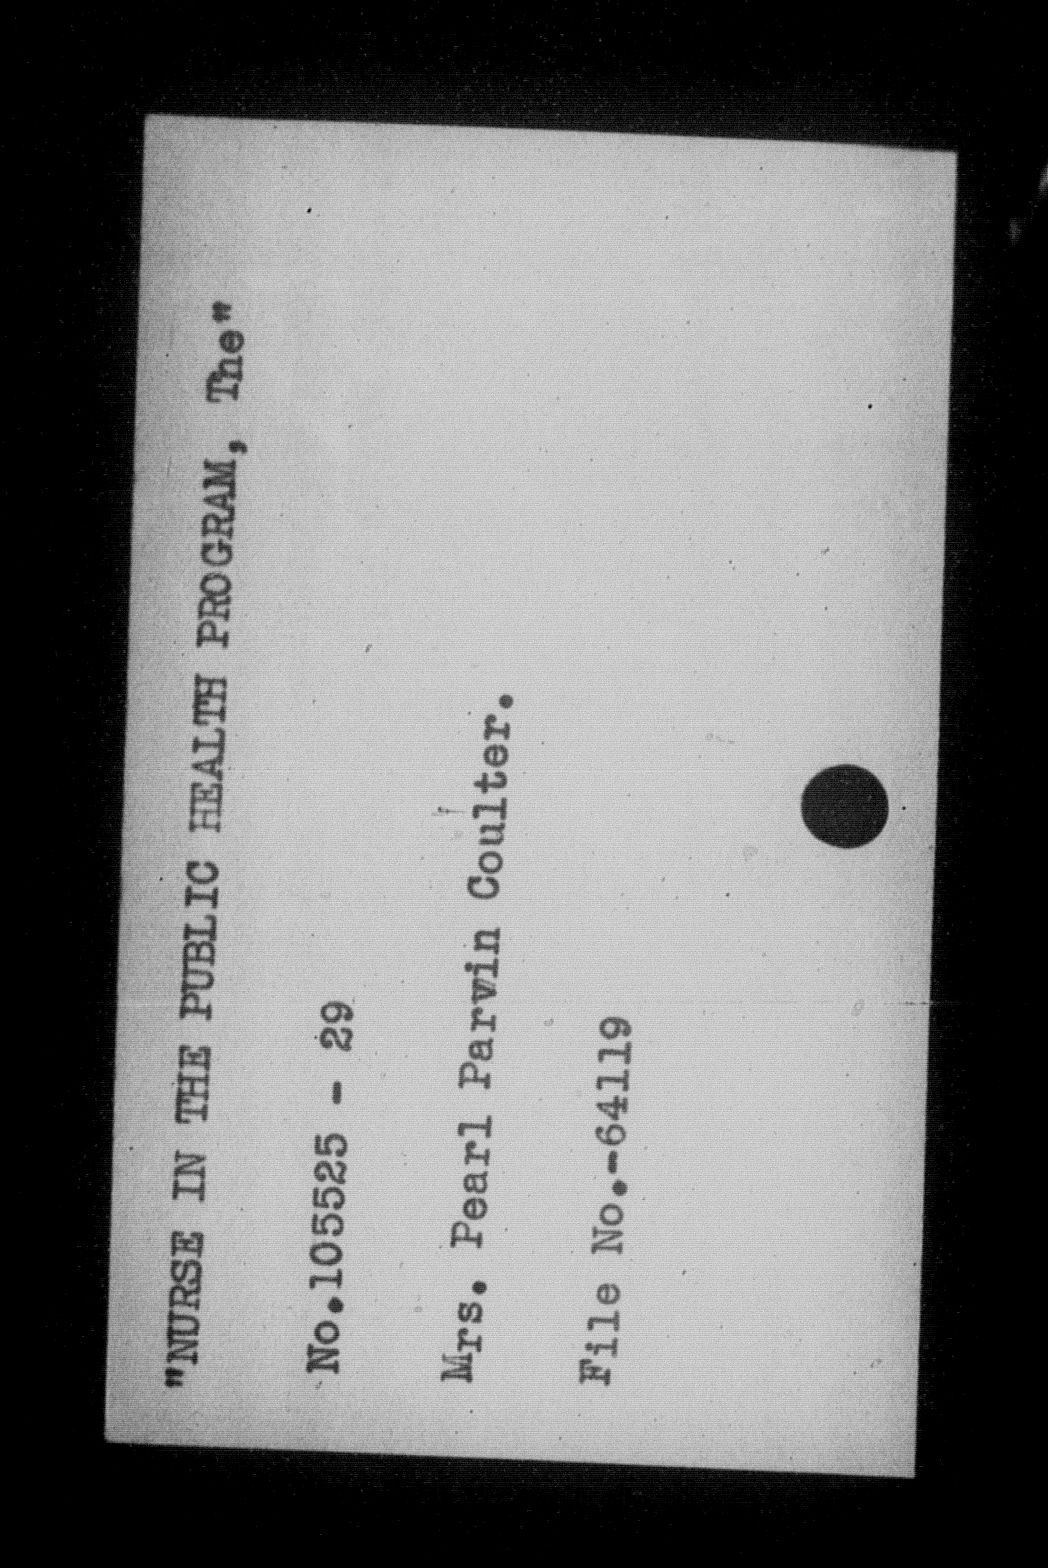 "NURSE IN THE PUBLIC HEALTH PROGRAM, The"
No.105525 - 29
Mrs. Pearl Parvin Coulter.
File No.-64119